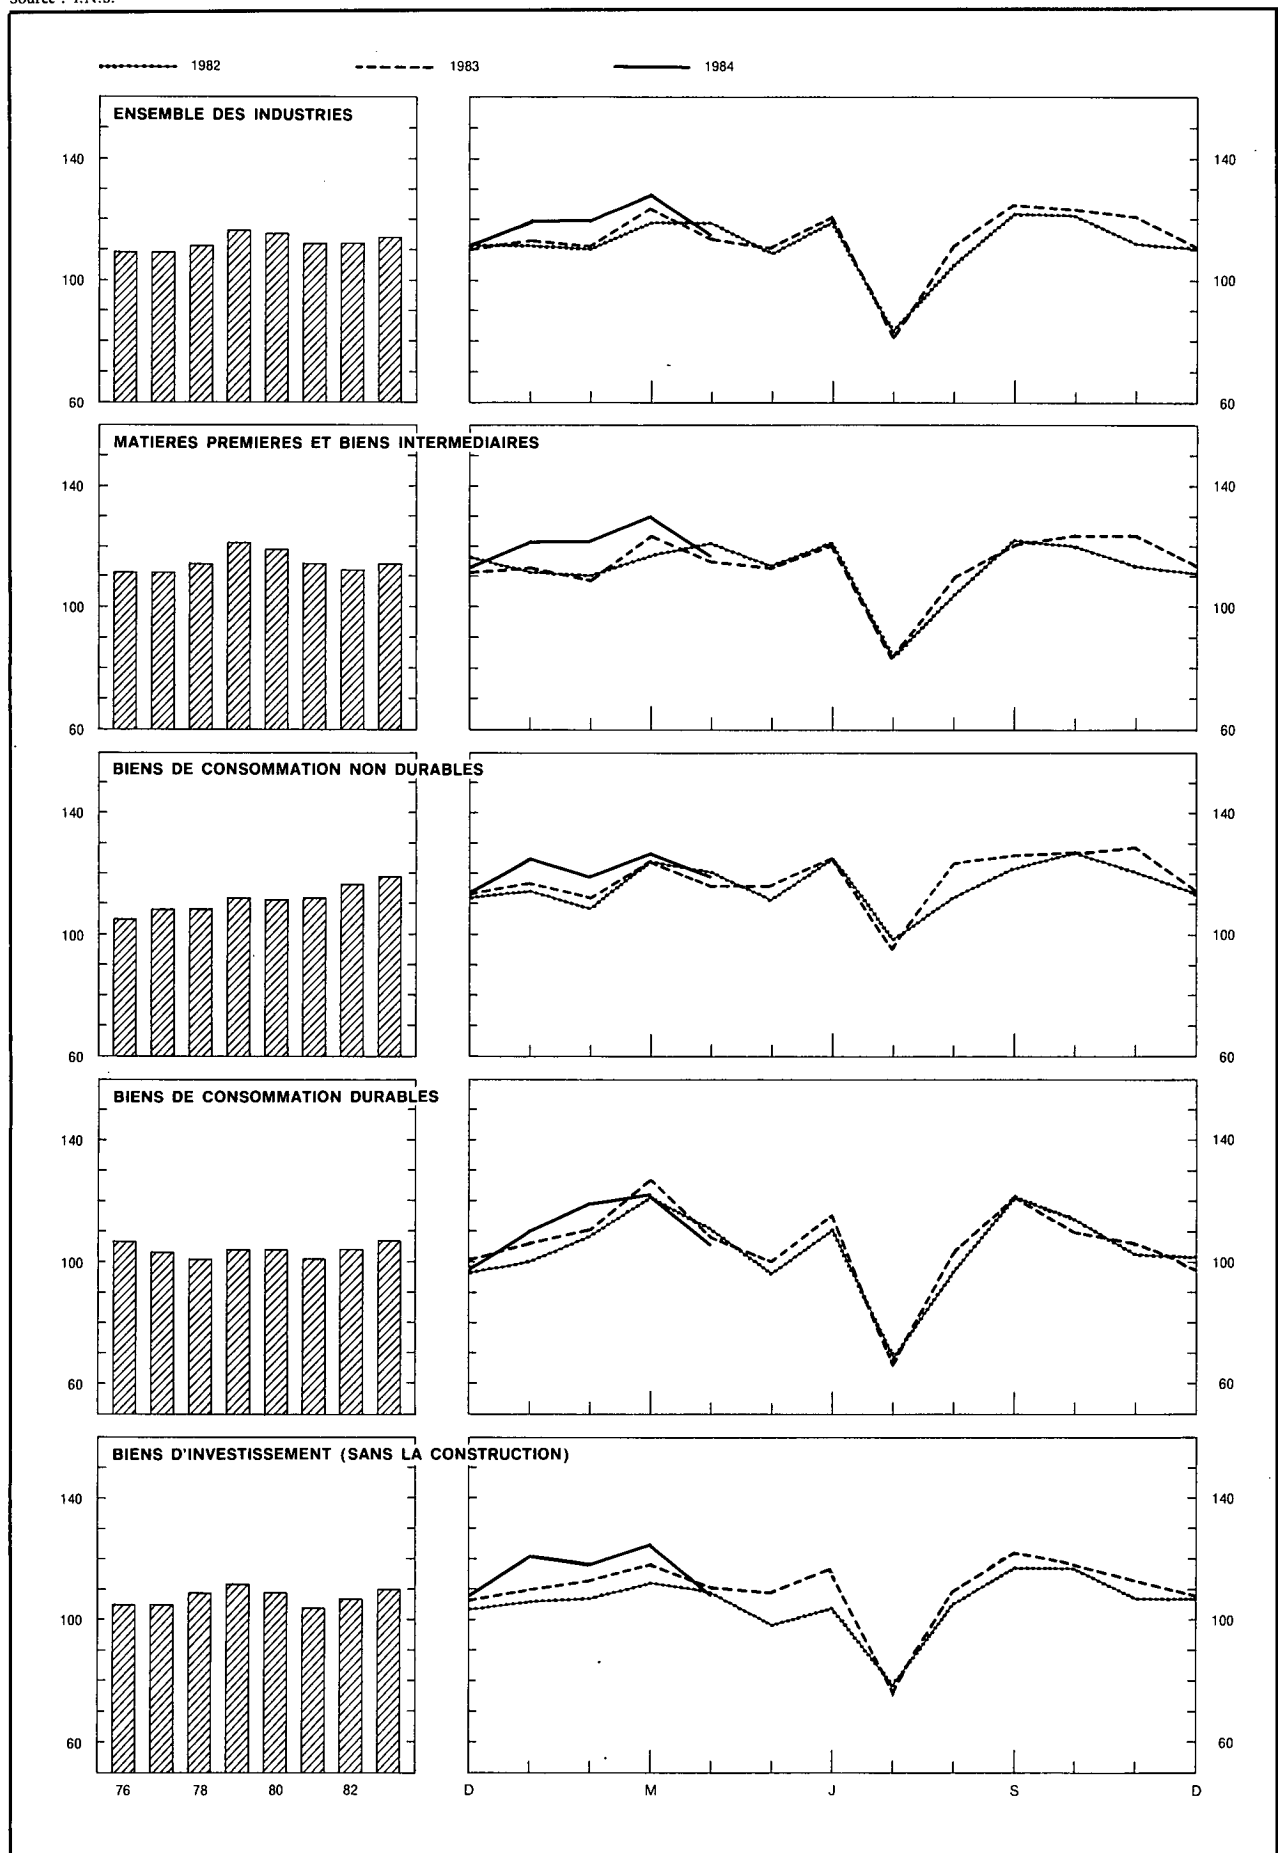 Source : I.N.S.
1982 1983 1984
ENSEMBLE DES INDUSTRIES
140 140
100 100
60 60
MATIERES PREMIERES ET BIENS INTERMEDIAIRES
140 140
100 100
60 60
BIENS DE CONSOMMATION NON DURABLES
140 140
100 100
60 60
BIENS DE CONSOMMATION DURABLES
140 140
100 100
60 60
BIENS D'INVESTISSEMENT (SANS LA CONSTRUCTION)
140 140
100 100
60 60
76 78 80 82 D M J S D